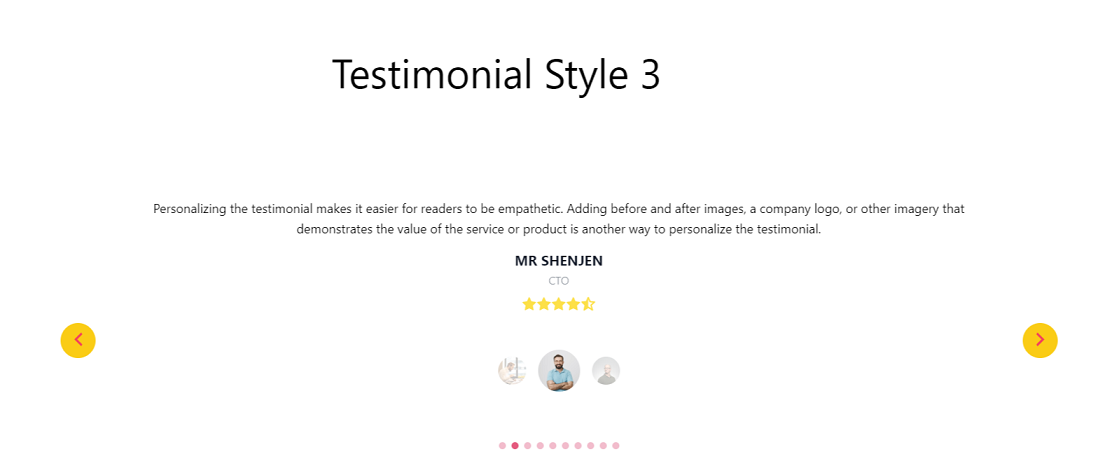 Testimonial Style 3
Personalizing the testimonial makes it easier for readers to be empathetic. Adding before and after images, a company logo, or other imagery that
demonstrates the value of the service or product is another way to personalize the testimonial.
MR SHENJEN
CTO